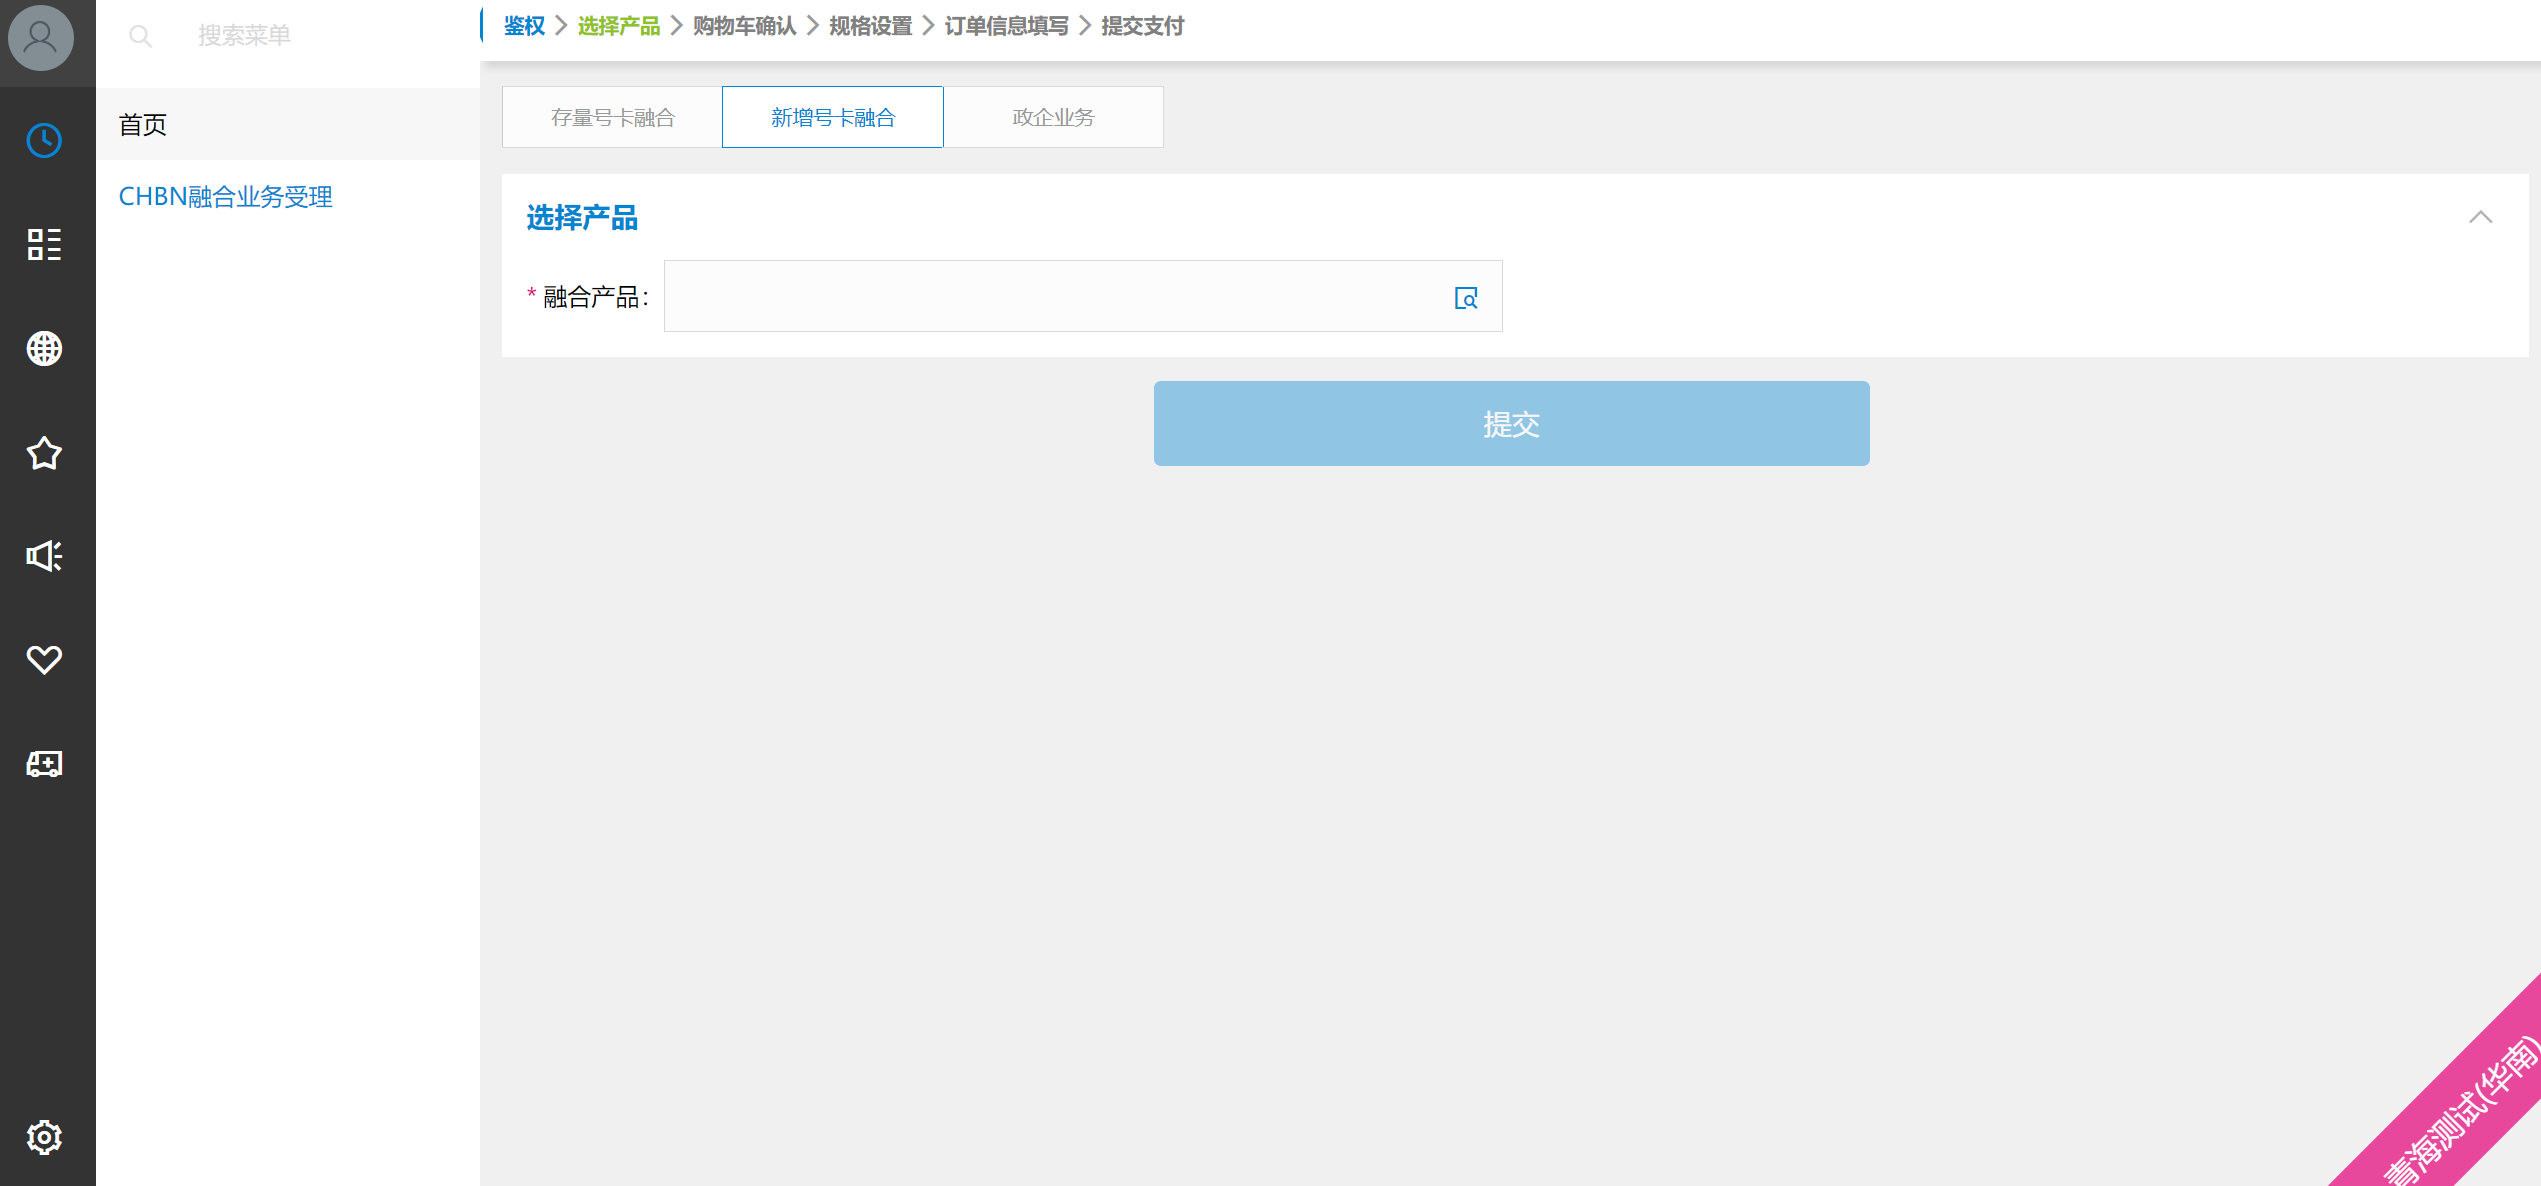 搜索菜单
首页
CHBN融合业务受理
鉴权 > 选择产品 > 购物车确认 > 规格设置 > 订单信息填写 > 提交支付
存量号卡融合 新增号卡融合 政企业务
选择产品
* 融合产品：
提交
青海测试(华南)